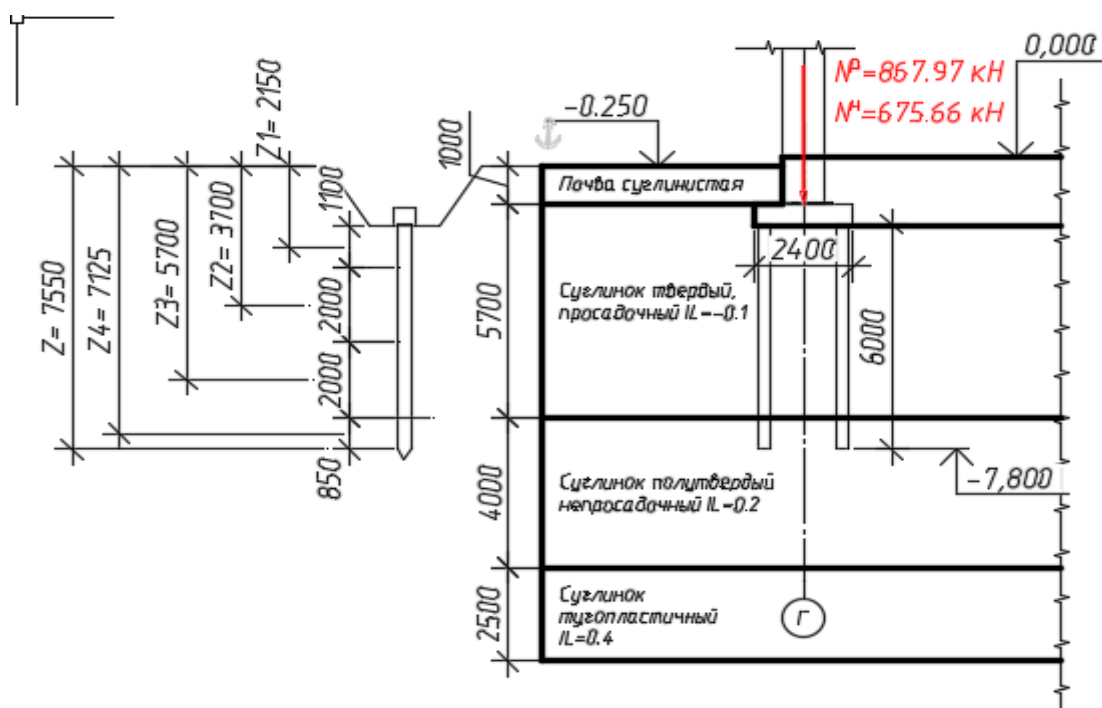 0,000
Nᵖ=867.97 кН
Nᴴ=675.66 кН
-0.250
Z1= 2150
1000
1100
Почва суглинистая
Z= 7550
Z4= 7125
Z3= 5700
Z2= 3700
2400
Суглинок твердый,
просадочный IL=-0.1
5700
2000
6000
2000
850
Суглинок полутвердый
непросадочный IL=0.2
4000
-7,800
Суглинок
тугопластичный
IL=0.4
2500
Г